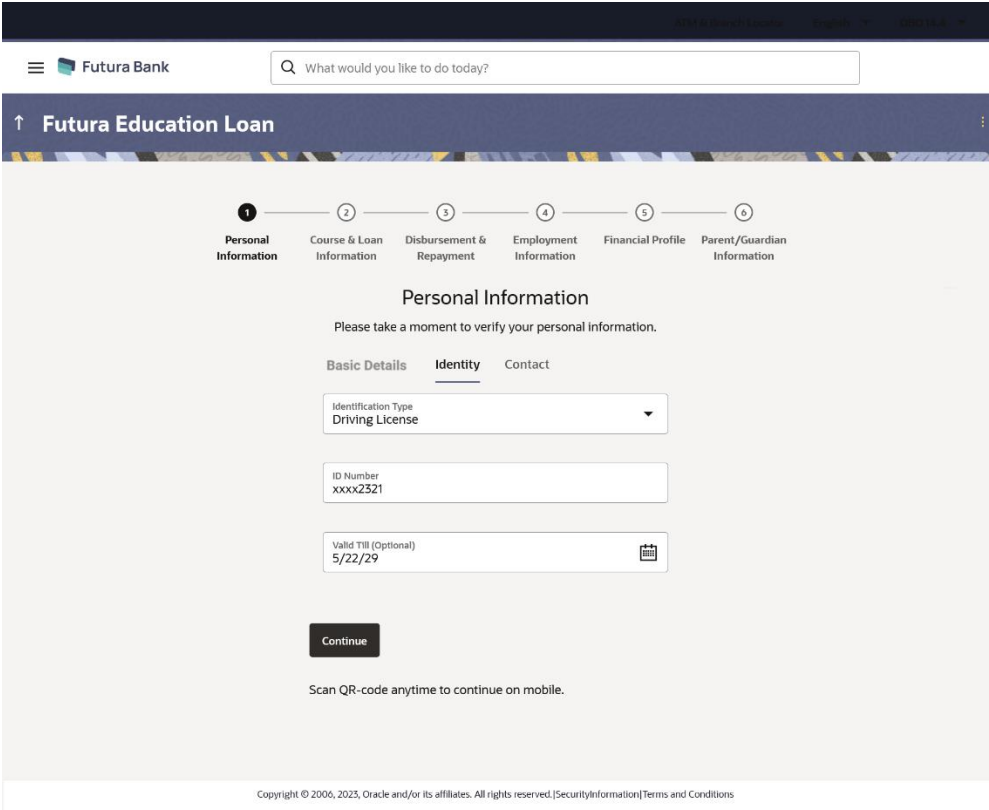 ATM & Branch Locator English
Futura Bank
What would you like to do today?
Futura Education Loan
1 2 3 4 5 6
Personal Information
Course & Loan Information
Disbursement & Repayment
Employment Information
Financial Profile
Parent/Guardian Information
Personal Information
Please take a moment to verify your personal information.
Basic Details Identity Contact
Identification Type
Driving License
ID Number
xxxx2321
Valid Till (Optional)
5/22/29
Continue
Scan QR-code anytime to continue on mobile.
Copyright © 2006, 2023, Oracle and/or its affiliates. All rights reserved.|SecurityInformation|Terms and Conditions